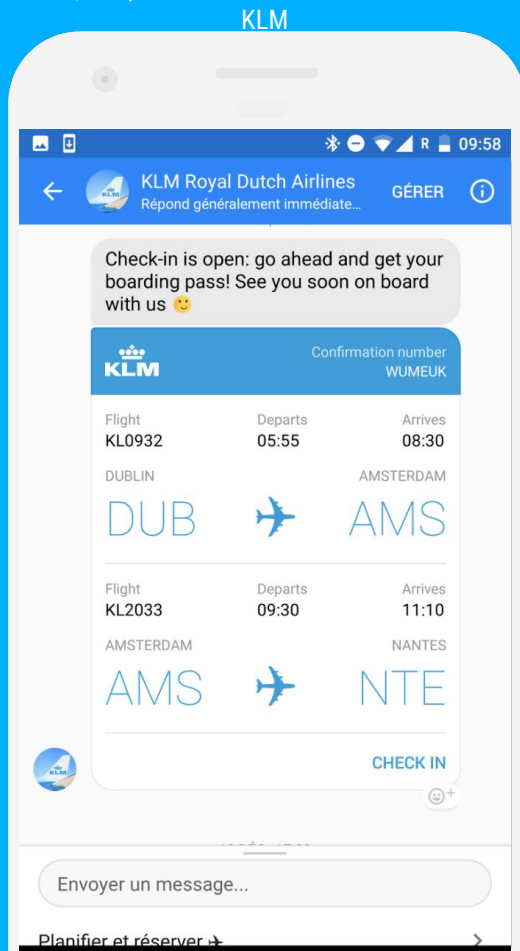 KLM
R 09:58
KLM Royal Dutch Airlines
Répond généralement immédiate...
GÉRER
Check-in is open: go ahead and get your
boarding pass! See you soon on board
with us 🙂
KLM
Confirmation number
WUMEUK
Flight Departs Arrives
KL0932 05:55 08:30
DUBLIN AMSTERDAM
DUB AMS
Flight Departs Arrives
KL2033 09:30 11:10
AMSTERDAM NANTES
AMS NTE
KLM
CHECK IN
Envoyer un message...
Planifier et réserver ✈